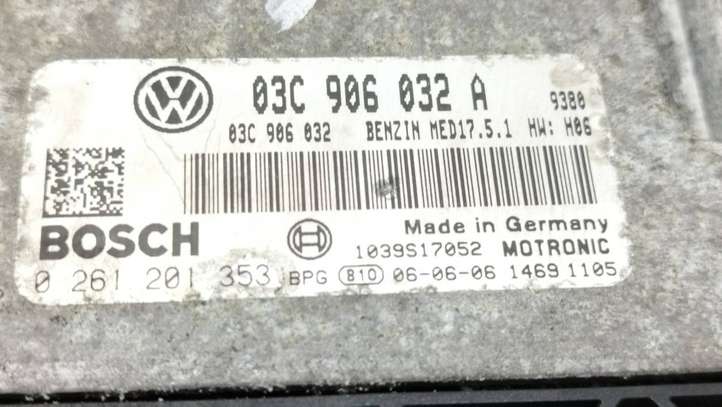 03C 906 032 A 9380
03C 906 032 BENZIN MED17.5.1 HW: H06
BOSCH Made in Germany
1039S17052 MOTRONIC
0 261 201 353 BPG 810 06-06-06 1469 1105